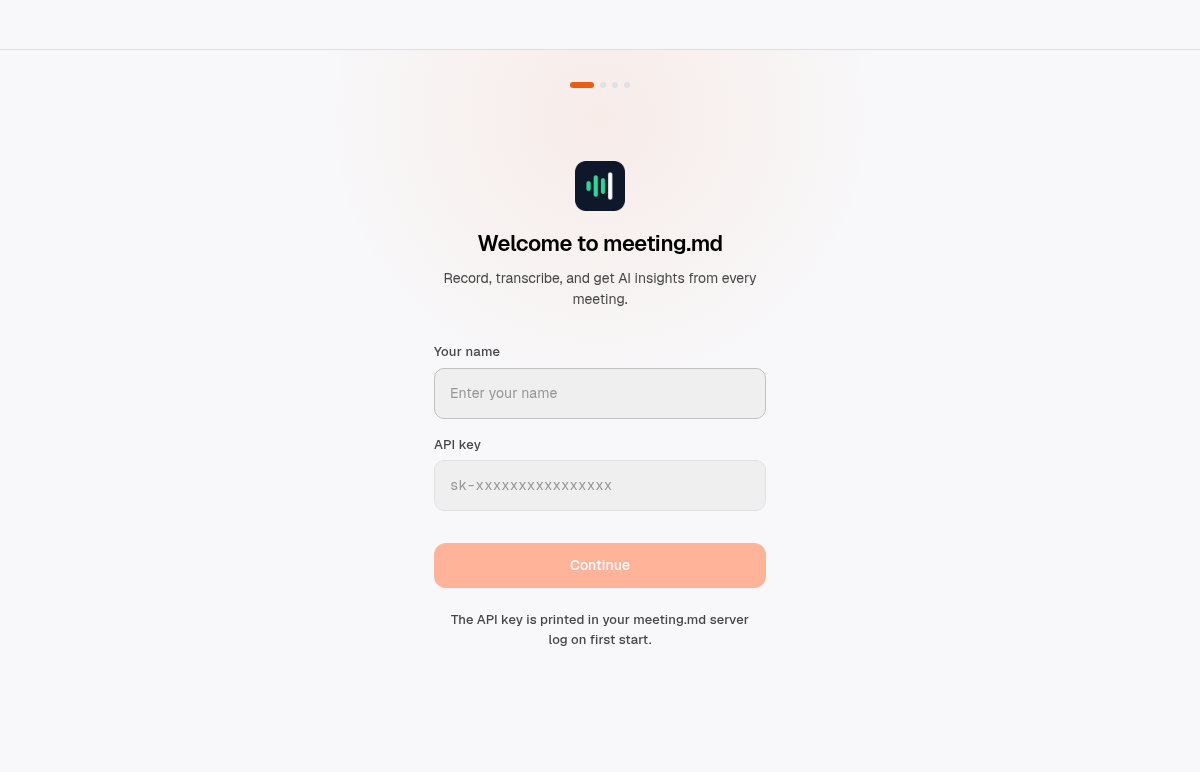 Welcome to meeting.md
Record, transcribe, and get AI insights from every
meeting.
Your name
Enter your name
API key
sk-xxxxxxxxxxxxxxxx
Continue
The API key is printed in your meeting.md server
log on first start.